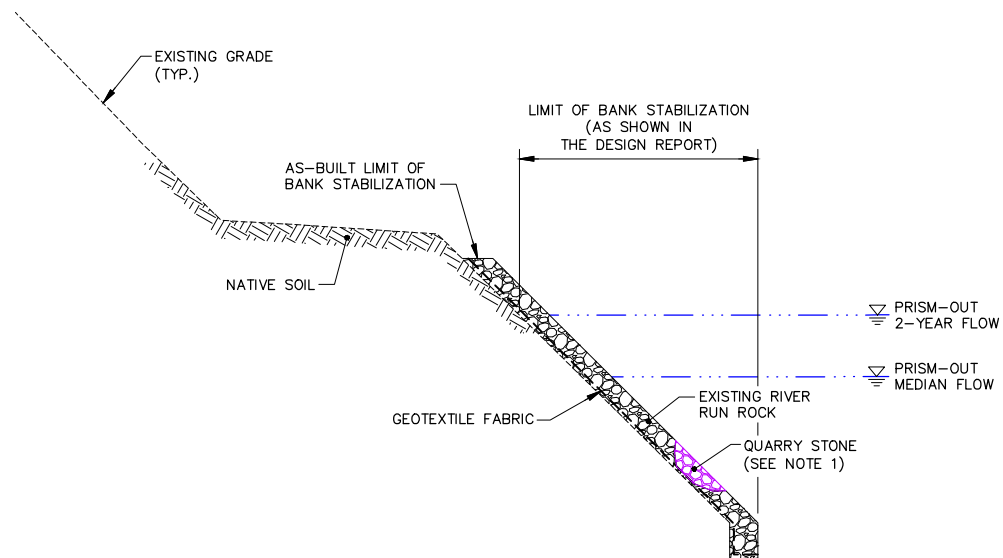 EXISTING GRADE
(TYP.)
LIMIT OF BANK STABILIZATION
(AS SHOWN IN
THE DESIGN REPORT)
AS-BUILT LIMIT OF
BANK STABILIZATION
NATIVE SOIL
PRISM-OUT
2-YEAR FLOW
PRISM-OUT
MEDIAN FLOW
GEOTEXTILE FABRIC
EXISTING RIVER
RUN ROCK
QUARRY STONE
(SEE NOTE 1)